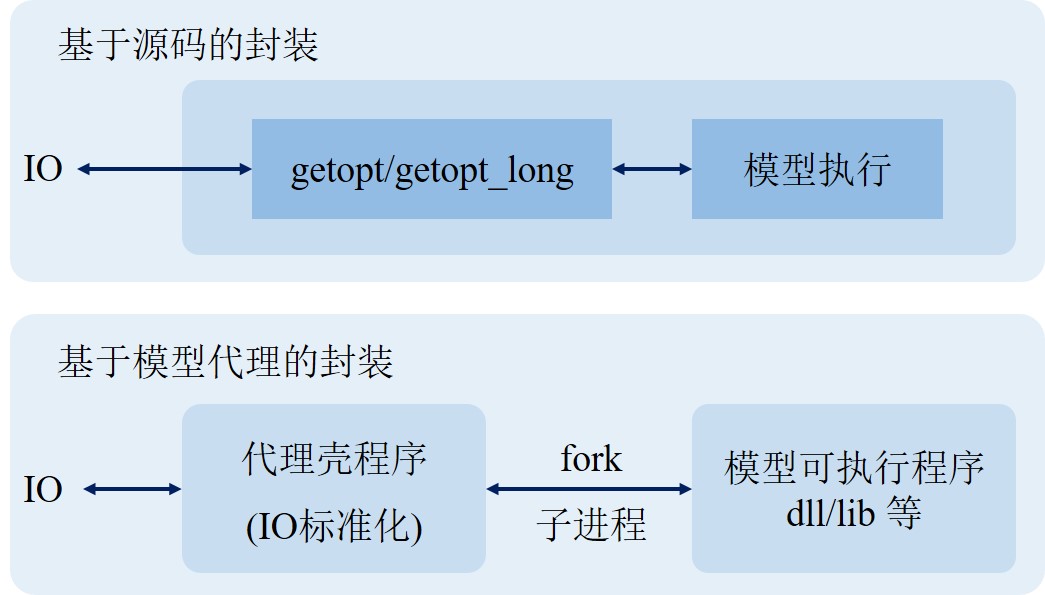 基于源码的封装
IO
getopt/getopt_long
模型执行
基于模型代理的封装
IO
代理壳程序
(IO标准化)
fork
子进程
模型可执行程序
dll/lib 等